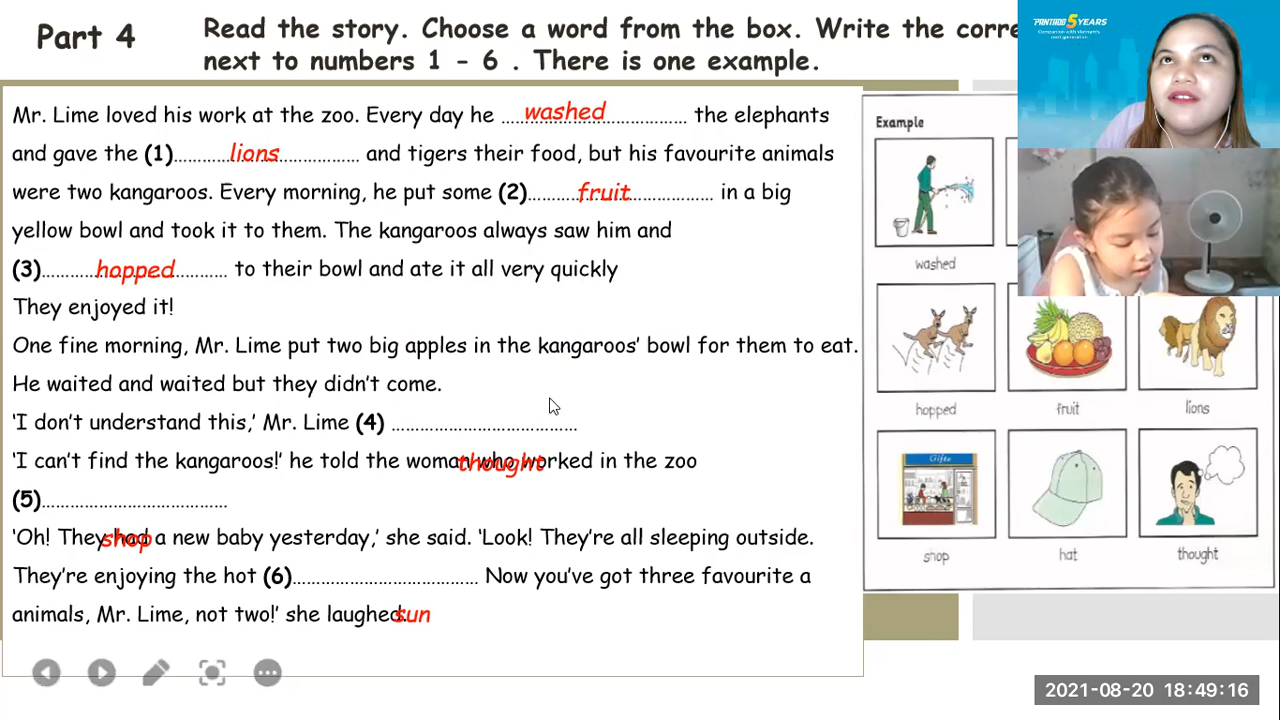 Part 4
Read the story. Choose a word from the box. Write the corre
next to numbers 1 - 6 . There is one example.
PANTADO 5 YEARS
Mr. Lime loved his work at the zoo. Every day he ...washed... the elephants
and gave the (1)...lions... and tigers their food, but his favourite animals
were two kangaroos. Every morning, he put some (2)...fruit... in a big
yellow bowl and took it to them. The kangaroos always saw him and
(3)...hopped... to their bowl and ate it all very quickly
They enjoyed it!
One fine morning, Mr. Lime put two big apples in the kangaroos' bowl for them to eat.
He waited and waited but they didn't come.
'I don't understand this,' Mr. Lime (4) ......................................
'I can't find the kangaroos!' he told the woman who worked in the zoo
thought
(5)......................................
'Oh! They had a new baby yesterday,' she said. 'Look! They're all sleeping outside.
shop
They're enjoying the hot (6)...................................... Now you've got three favourite a
animals, Mr. Lime, not two!' she laughed.
sun
Example
washed
hopped
fruit
lions
Gifts
shop
hat
thought
2021-08-20 18:49:16